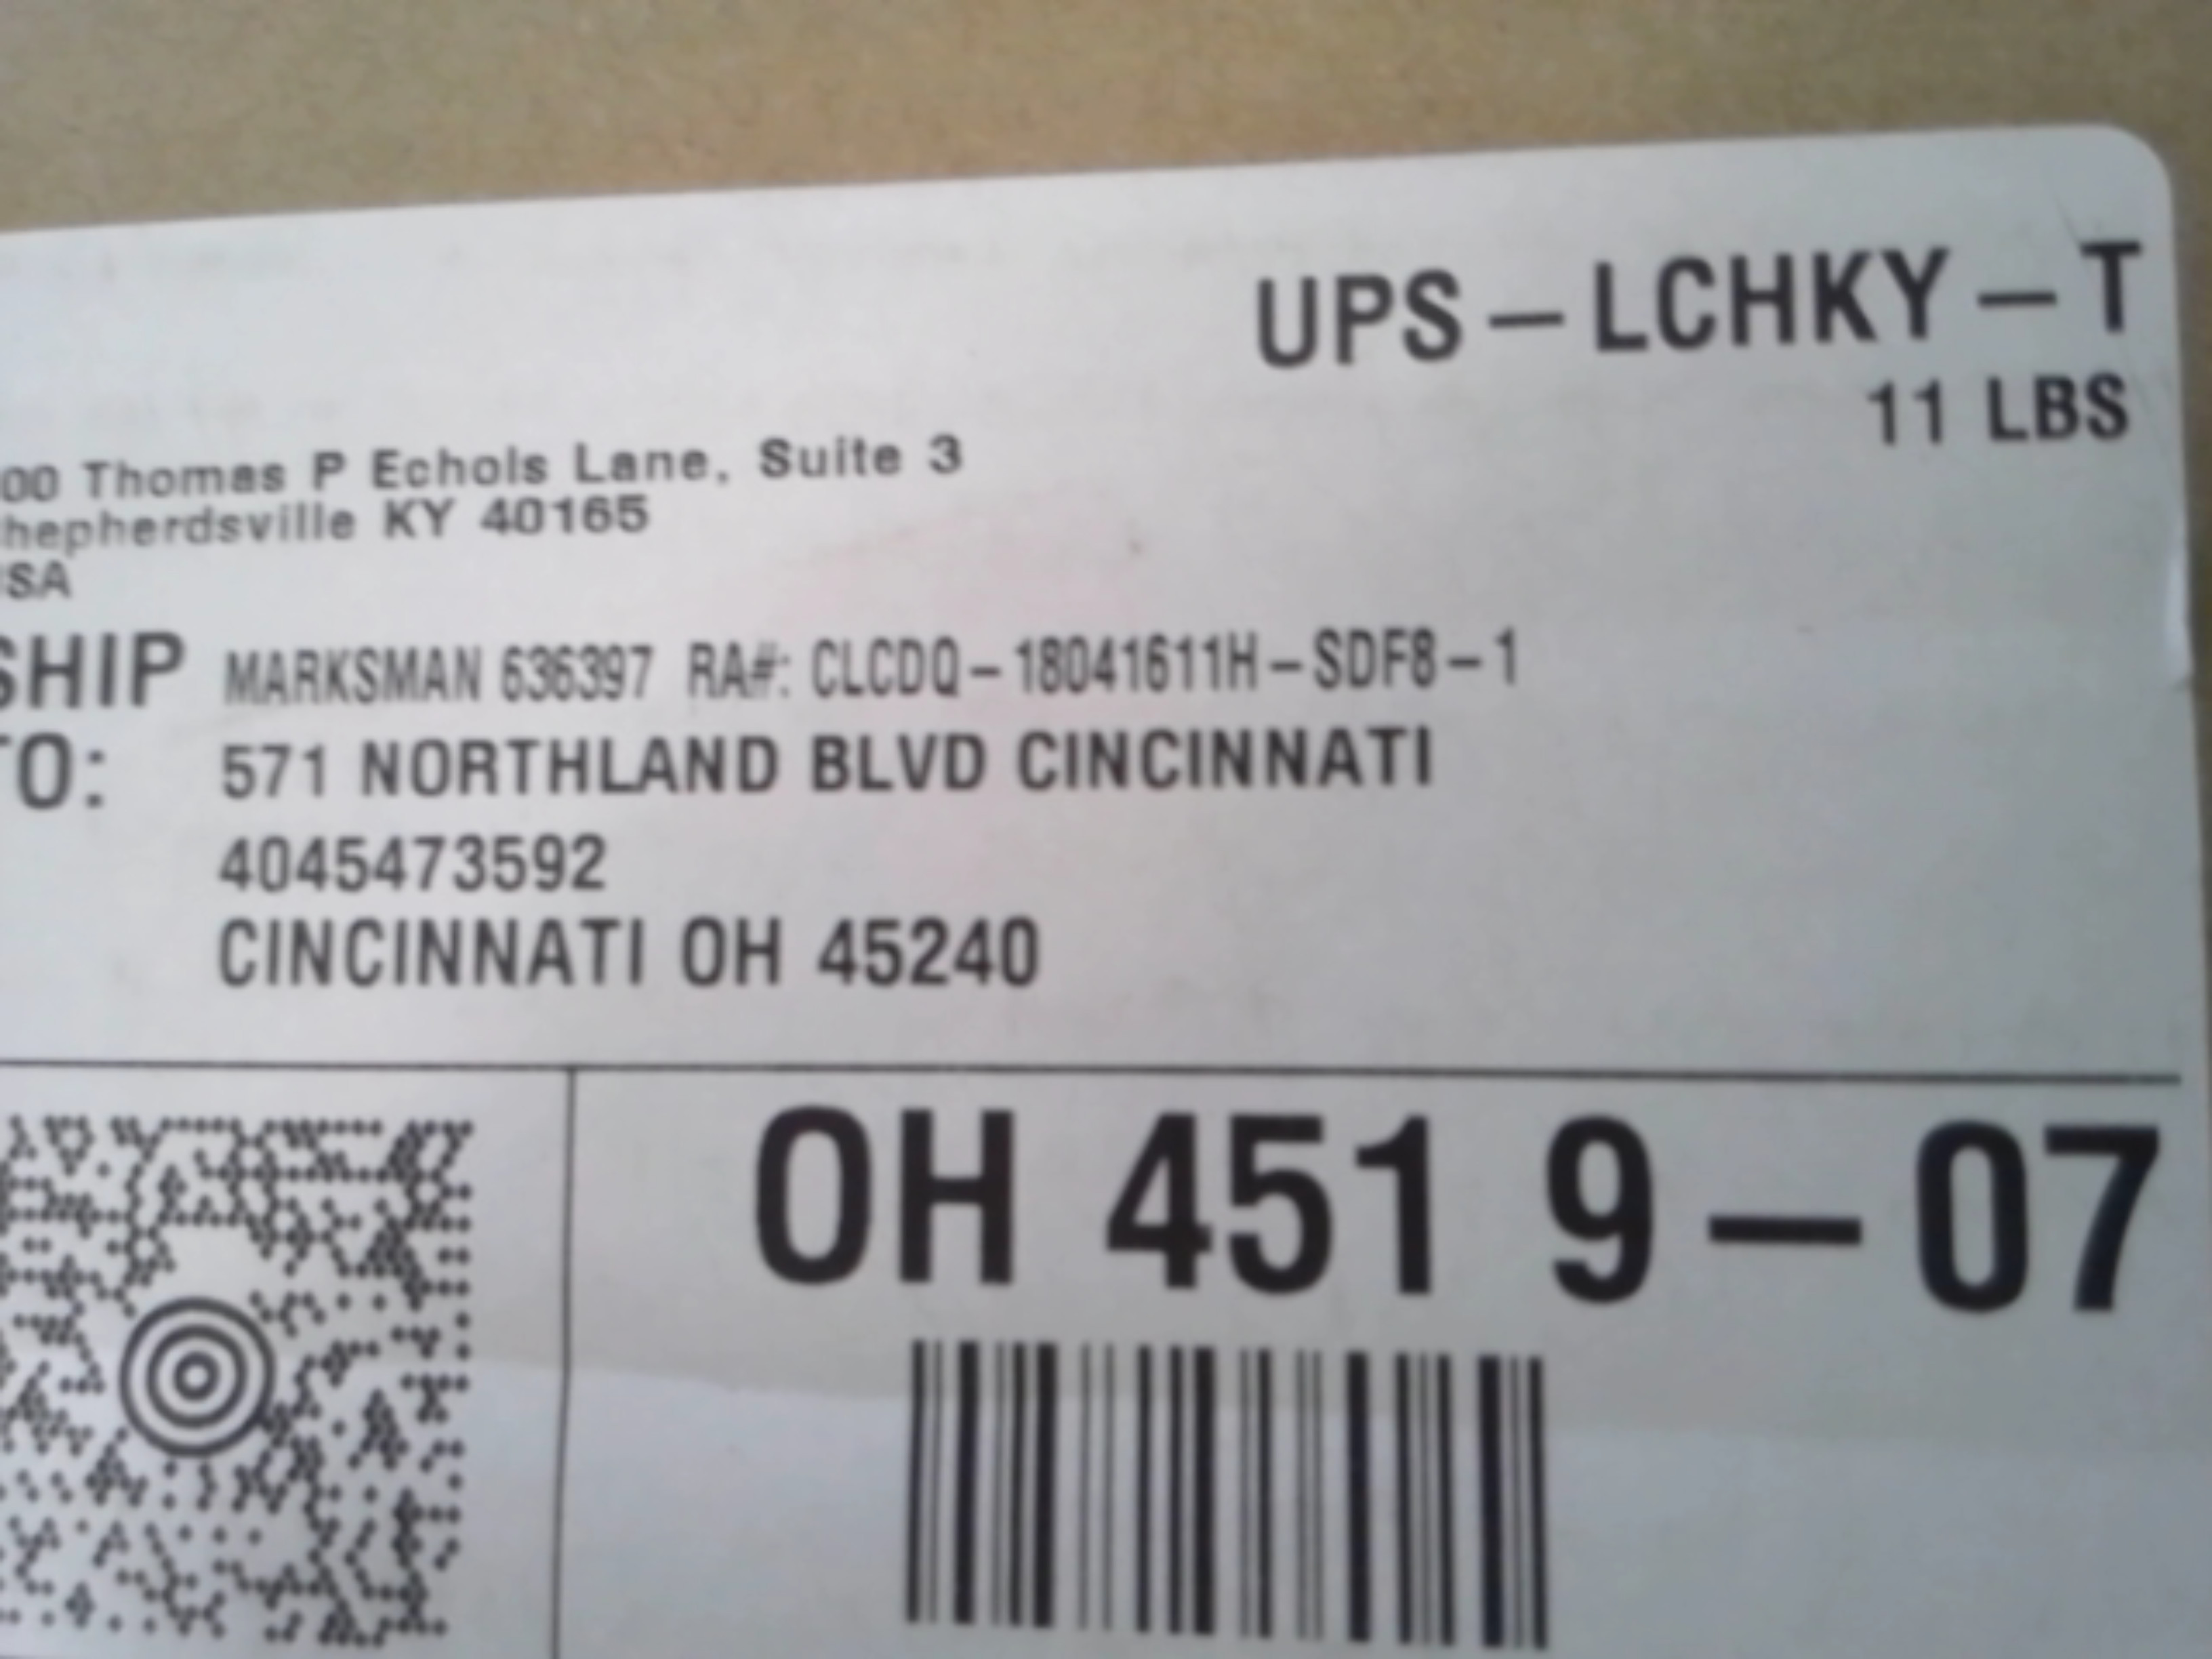 UPS-LCHKY-T
11 LBS
00 Thomas P Echols Lane, Suite 3
hepherdsville KY 40165
SA
SHIP MARKSMAN 636397 RA#: CLCDQ-18041611H-SDF8-1
TO: 571 NORTHLAND BLVD CINCINNATI
4045473592
CINCINNATI OH 45240
OH 451 9-07